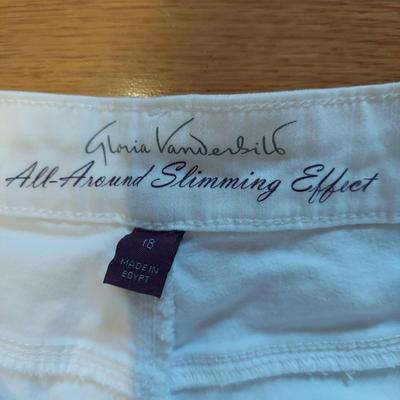 Gloria Vanderbilt
All-Around Slimming Effect
18
MADE IN
EGYPT